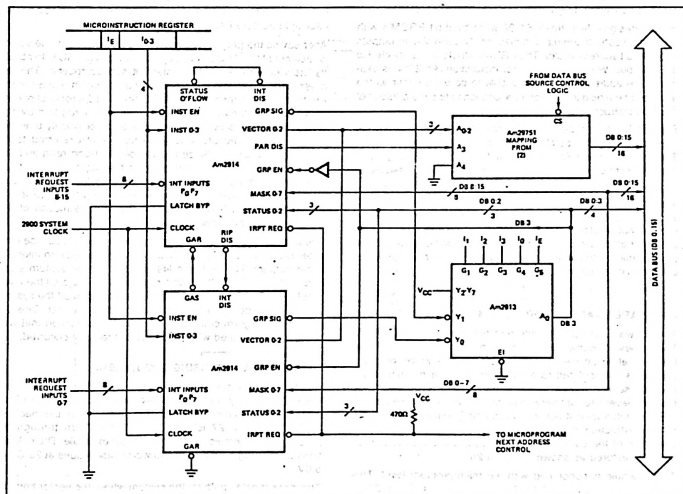 MICROINSTRUCTION REGISTER
IE
I0-3
4
STATUS O'FLOW
INT DIS
INST EN
INST 0-3
Am2914
INT INPUTS
P0 P7
LATCH BYP
CLOCK
GAR
RIP DIS
GRP SIG
VECTOR 0-2
PAR DIS
GRP EN
MASK 0-7
STATUS 0-2
IRPT REQ
INTERRUPT
REQUEST
INPUTS
8-15
8
2900 SYSTEM
CLOCK
FROM DATA BUS
SOURCE CONTROL
LOGIC
CS
3
A0-2
A3
A4
Am29751
MAPPING
PROM
(2)
DB 0:15
16
DB 8:15
DB 0-15
16
3
DB 0-2
3
DB 0-3
4
DB 3
I1 I2 I3 I0 IE
G1 G2 G3 G4 G5
VCC
Y2-Y7
Y1
Y0
Am2913
A0
DB 3
EI
DATA BUS (DB 0, 15)
GAS
INT DIS
INST EN
INST 0-3
Am2914
INT INPUTS
P0 P7
LATCH BYP
CLOCK
GAR
GRP SIG
VECTOR 0-2
GRP EN
MASK 0-7
STATUS 0-2
IRPT REQ
INTERRUPT
REQUEST
INPUTS
0-7
8
DB 0-7
8
3
VCC
470Ω
TO MICROPROGRAM
NEXT ADDRESS
CONTROL